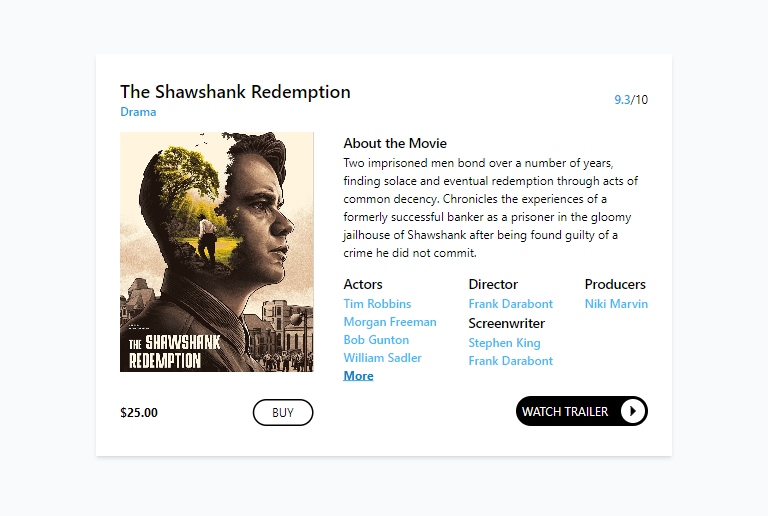 The Shawshank Redemption
Drama
9.3/10
THE SHAWSHANK
REDEMPTION
About the Movie
Two imprisoned men bond over a number of years,
finding solace and eventual redemption through acts of
common decency. Chronicles the experiences of a
formerly successful banker as a prisoner in the gloomy
jailhouse of Shawshank after being found guilty of a
crime he did not commit.
Actors
Tim Robbins
Morgan Freeman
Bob Gunton
William Sadler
More
Director
Frank Darabont
Screenwriter
Stephen King
Frank Darabont
Producers
Niki Marvin
$25.00
BUY
WATCH TRAILER